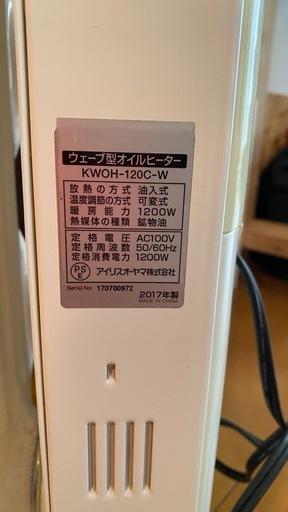 ウェーブ型オイルヒーター
KWOH-120C-W
放熱の方式 油入式
温度調節の方式 可変式
暖房能力 1200W
熱媒体の種類 鉱物油
定格電圧 AC100V
定格周波数 50/60Hz
定格消費電力 1200W
PSE アイリスオーヤマ株式会社
Serial No: 170700972 2017年製
MADE IN CHINA